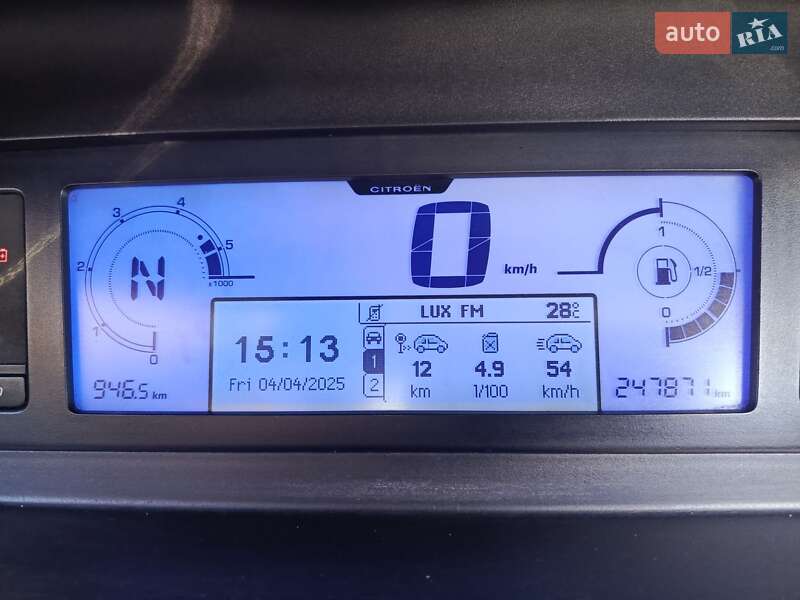 auto RIA .com
CITROËN
3 4 5 x1000
2 1 0
N
0 km/h
1 1/2 0
LUX FM 28°C
15:13
Fri 04/04/2025
1
2
12 4.9 54
km 1/100 km/h
946.5 km
247871 km